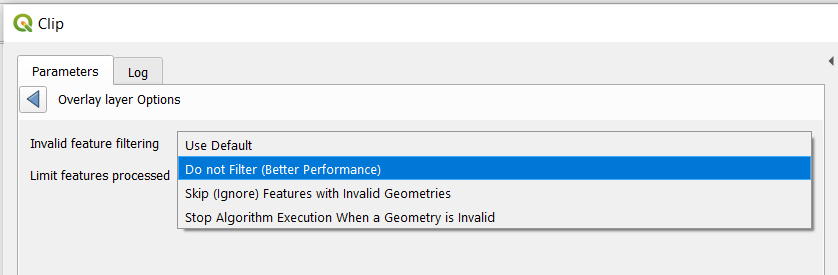 Clip
Parameters Log
Overlay layer Options
Invalid feature filtering
Use Default
Do not Filter (Better Performance)
Limit features processed
Skip (Ignore) Features with Invalid Geometries
Stop Algorithm Execution When a Geometry is Invalid